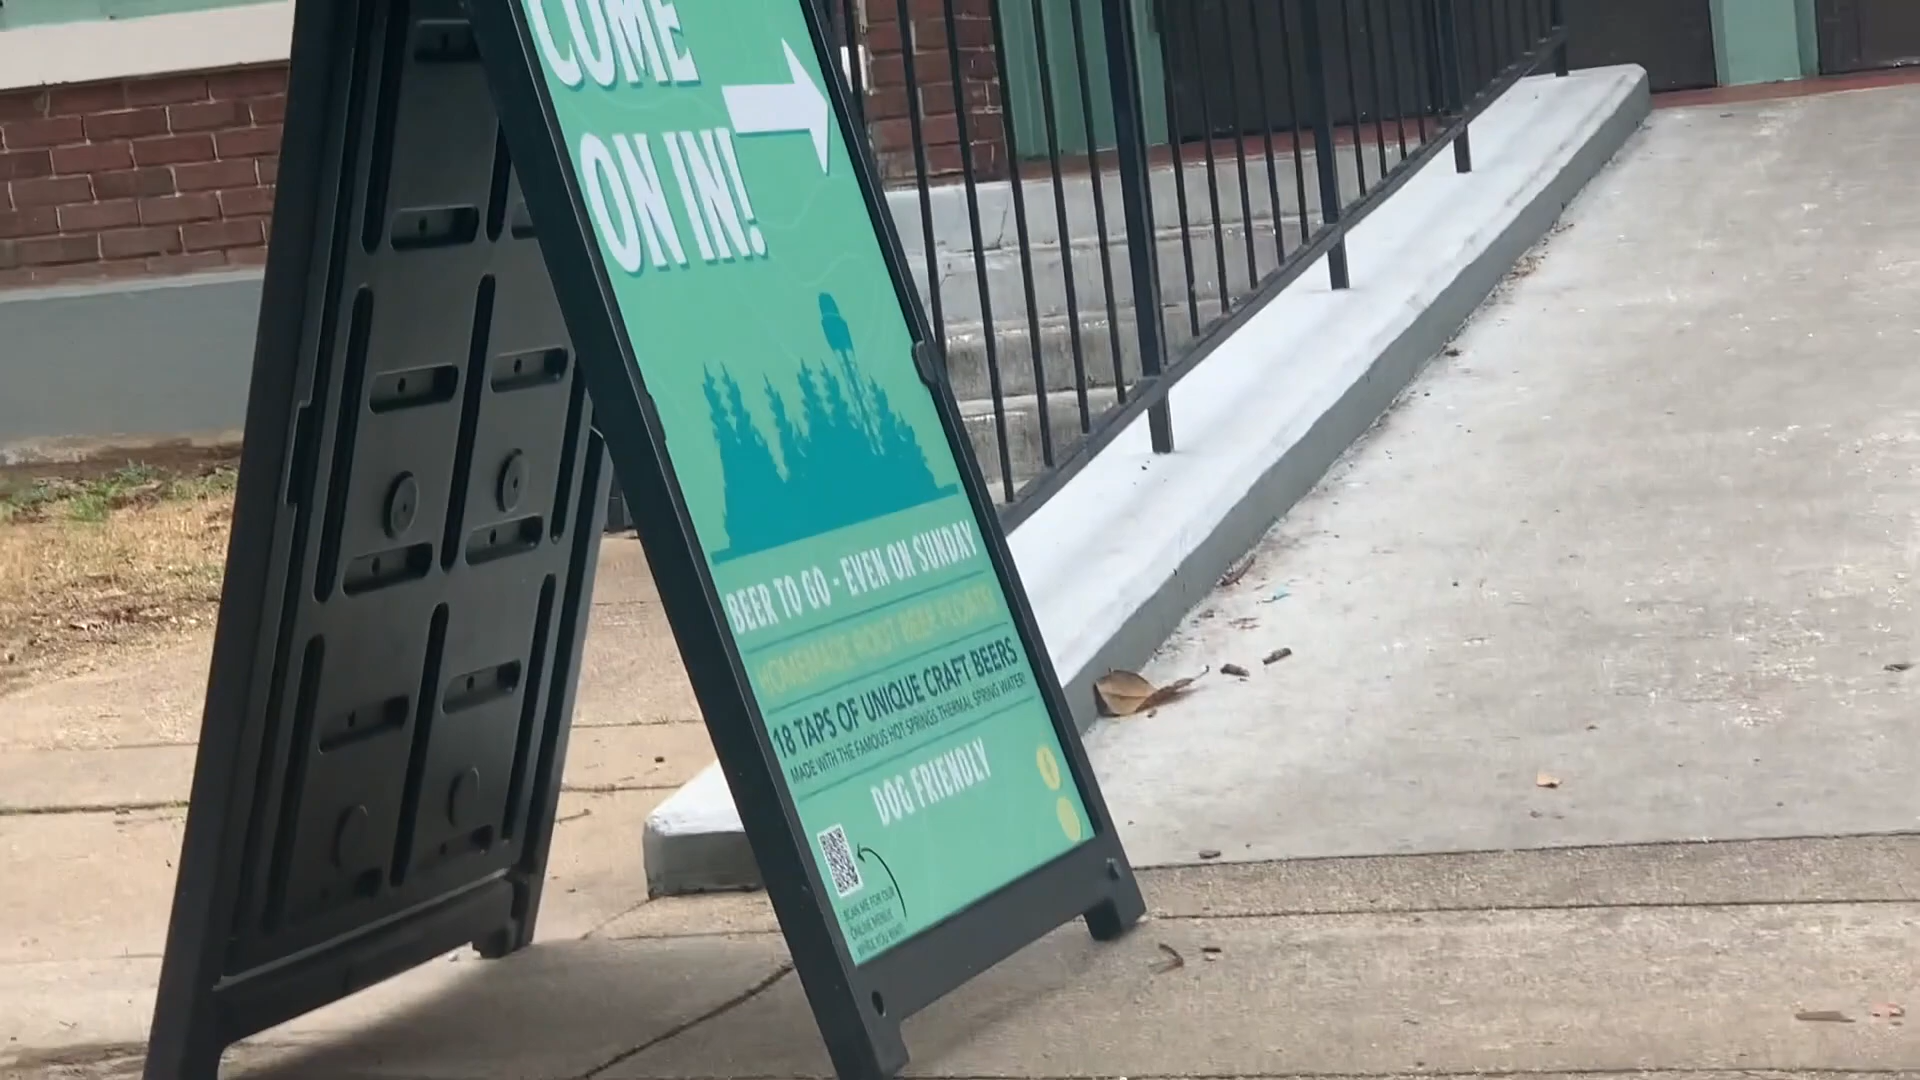 COME
ON IN!
BEER TO GO - EVEN ON SUNDAY
HOMEMADE ROOT BEER FLOATS!
18 TAPS OF UNIQUE CRAFT BEERS
MADE WITH THE FAMOUS HOT SPRINGS THERMAL SPRING WATER!
DOG FRIENDLY
SCAN ME FOR OUR
ONLINE MENU!
WHILE YOU WAIT